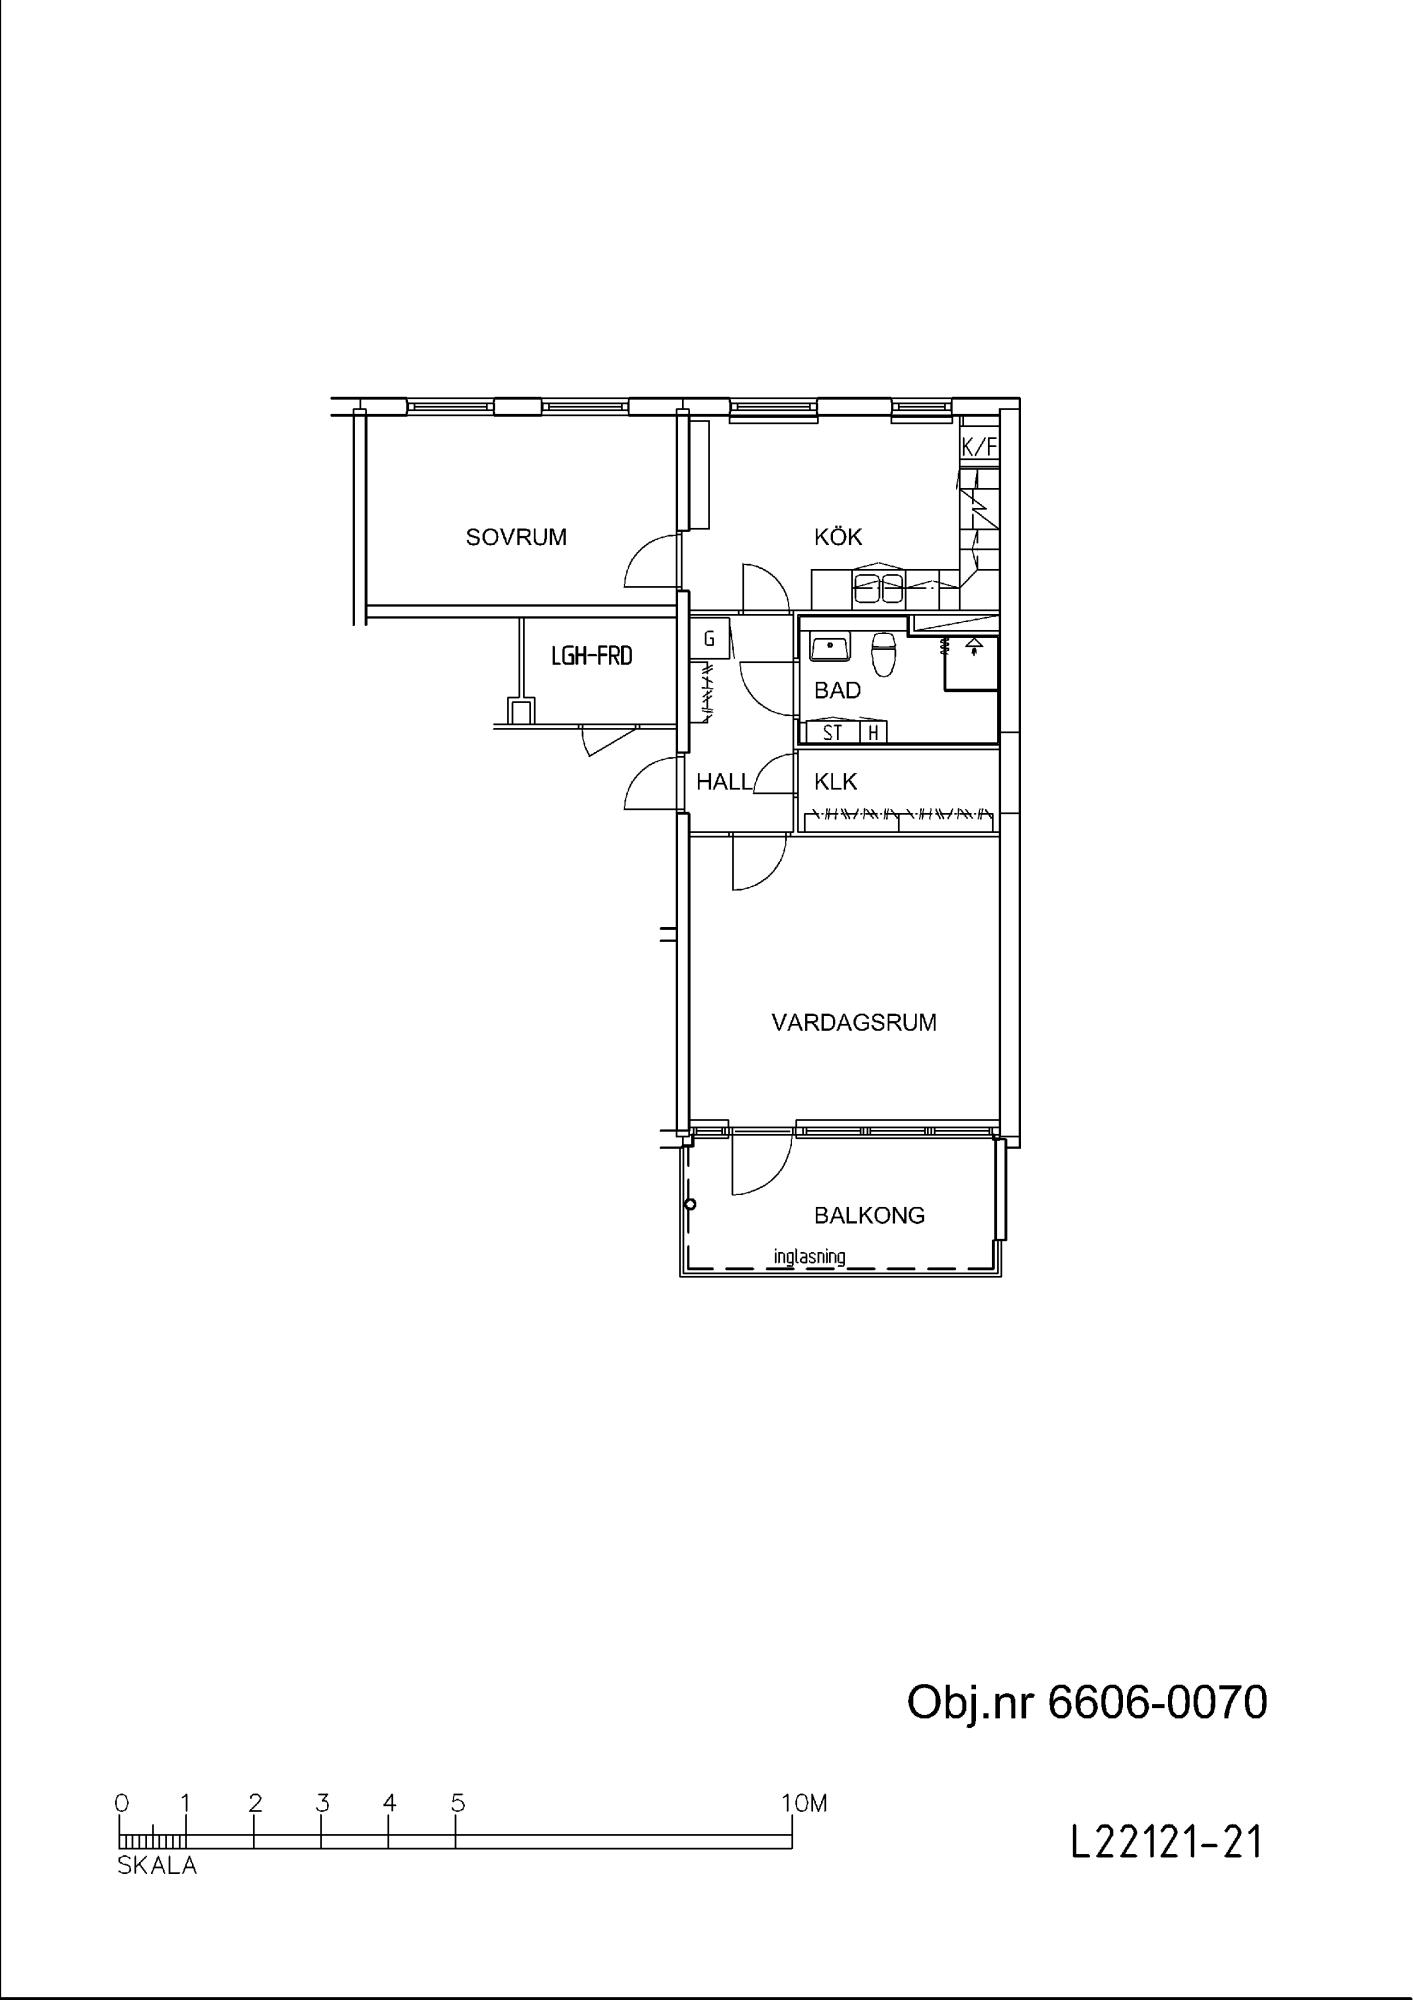 K/F
SOVRUM
KÖK
G
LGH-FRD
BAD
ST
H
HALL
KLK
VARDAGSRUM
BALKONG
inglasning
Obj.nr 6606-0070
0 1 2 3 4 5 10M
SKALA
L22121-21